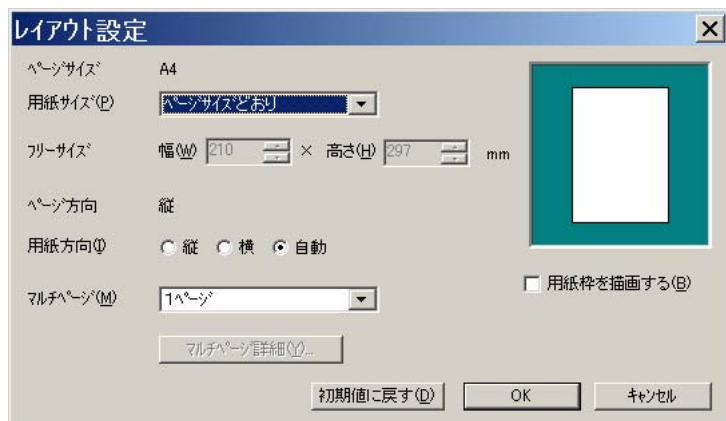 レイアウト設定
ﾍﾟｰｼﾞｻｲｽﾞ A4
用紙ｻｲｽﾞ(P) ﾍﾟｰｼﾞｻｲｽﾞどおり
ﾌﾘｰｻｲｽﾞ 幅(W) 210 × 高さ(H) 297 mm
ﾍﾟｰｼﾞ方向 縦
用紙方向(I) 縦 横 自動
用紙枠を描画する(B)
ﾏﾙﾁﾍﾟｰｼﾞ(M) 1ﾍﾟｰｼﾞ
ﾏﾙﾁﾍﾟｰｼﾞ詳細(Y)...
初期値に戻す(D) OK ｷｬﾝｾﾙ